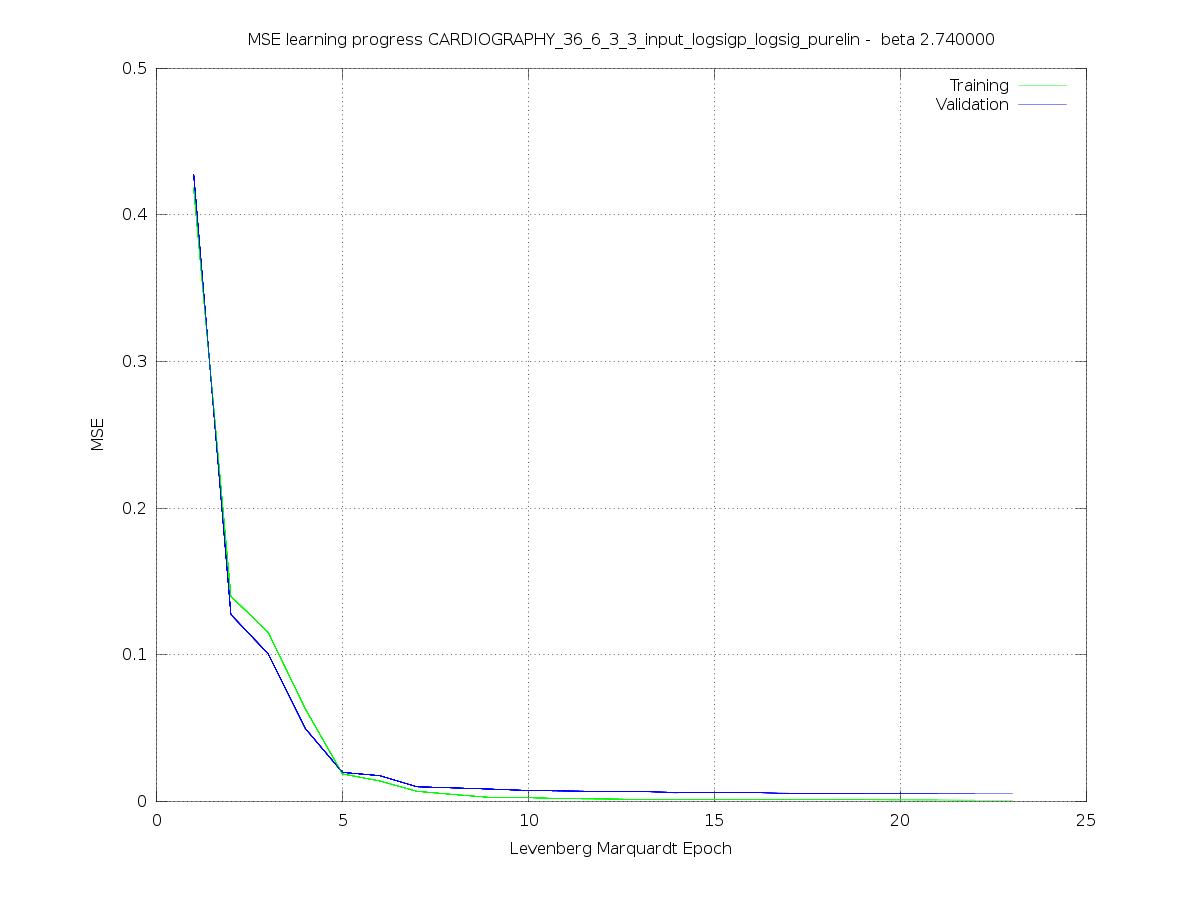 MSE learning progress CARDIOGRAPHY_36_6_3_3_input_logsigp_logsig_purelin -  beta 2.740000
Training
Validation
0.5
0.4
0.3
0.2
0.1
0
MSE
0 5 10 15 20 25
Levenberg Marquardt Epoch